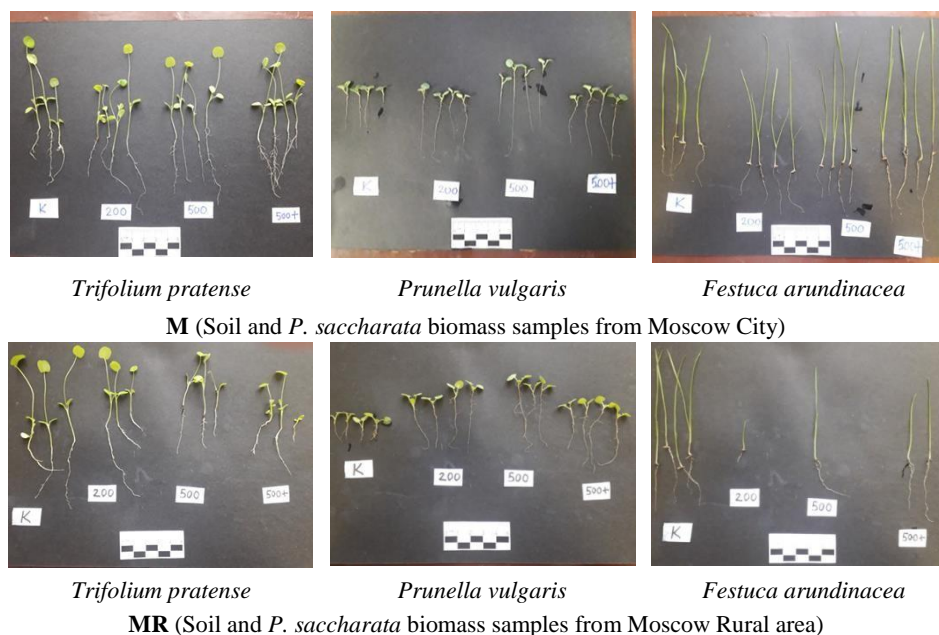 K
200
500
500+
K
200
500
500+
K
200
500
500+
Trifolium pratense
Prunella vulgaris
Festuca arundinacea
M (Soil and P. saccharata biomass samples from Moscow City)
K
200
500
500+
K
200
500
500+
K
200
500
500+
Trifolium pratense
Prunella vulgaris
Festuca arundinacea
MR (Soil and P. saccharata biomass samples from Moscow Rural area)